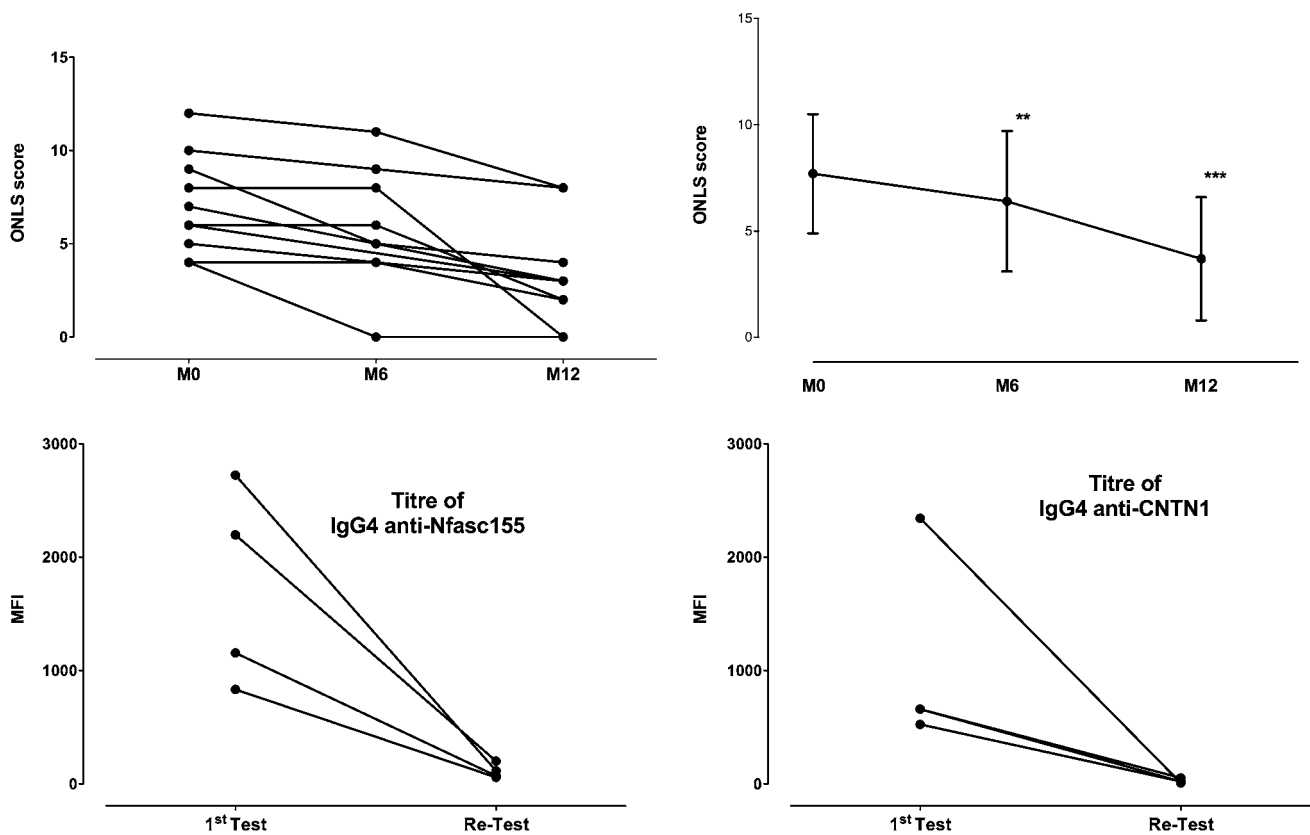 15
10
5
0
ONLS score
M0 M6 M12
15
10
5
0
ONLS score
**
***
M0 M6 M12
3000
2000
1000
0
MFI
Titre of
IgG4 anti-Nfasc155
1st Test Re-Test
3000
2000
1000
0
MFI
Titre of
IgG4 anti-CNTN1
1st Test Re-Test